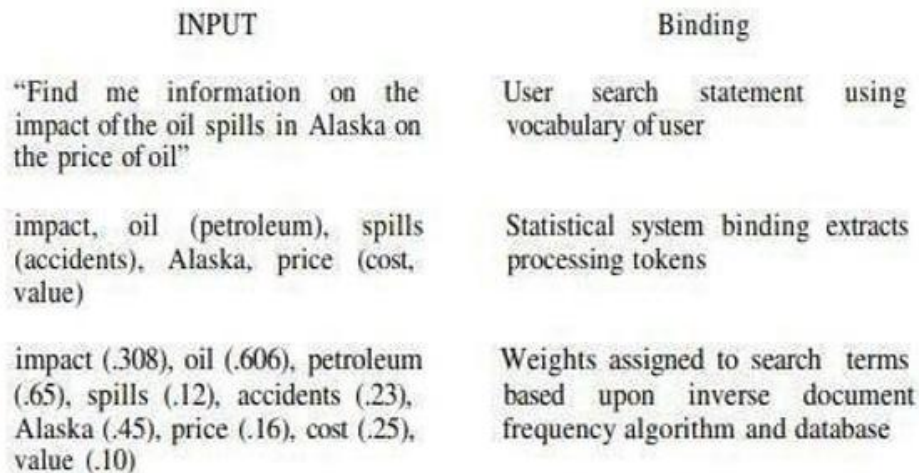 INPUT
Binding
“Find me information on the
impact of the oil spills in Alaska on
the price of oil”
User search statement using
vocabulary of user
impact, oil (petroleum), spills
(accidents), Alaska, price (cost,
value)
Statistical system binding extracts
processing tokens
impact (.308), oil (.606), petroleum
(.65), spills (.12), accidents (.23),
Alaska (.45), price (.16), cost (.25),
value (.10)
Weights assigned to search terms
based upon inverse document
frequency algorithm and database